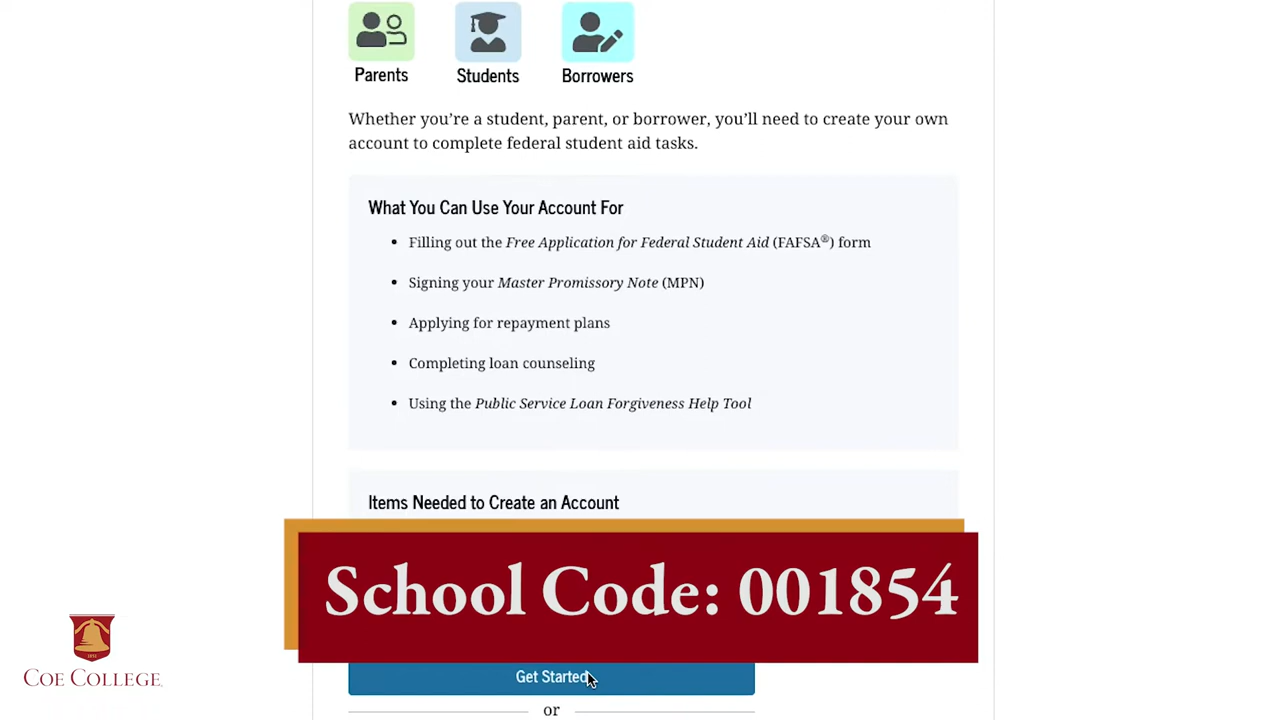 Parents
Students
Borrowers
Whether you’re a student, parent, or borrower, you’ll need to create your own
account to complete federal student aid tasks.
What You Can Use Your Account For
• Filling out the Free Application for Federal Student Aid (FAFSA®) form
• Signing your Master Promissory Note (MPN)
• Applying for repayment plans
• Completing loan counseling
• Using the Public Service Loan Forgiveness Help Tool
Items Needed to Create an Account
School Code: 001854
COE COLLEGE
Get Started
or